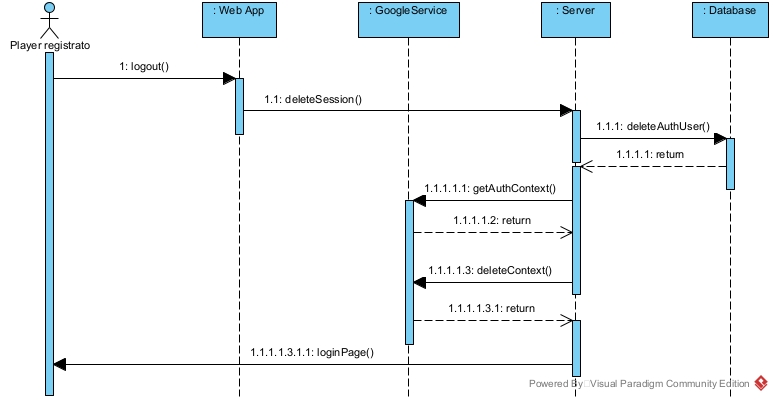 : Web App
: GoogleService
: Server
: Database
Player registrato
1: logout()
1.1: deleteSession()
1.1.1: deleteAuthUser()
1.1.1.1: return
1.1.1.1.1: getAuthContext()
1.1.1.1.2: return
1.1.1.1.3: deleteContext()
1.1.1.1.3.1: return
1.1.1.1.3.1.1: loginPage()
Powered By Visual Paradigm Community Edition